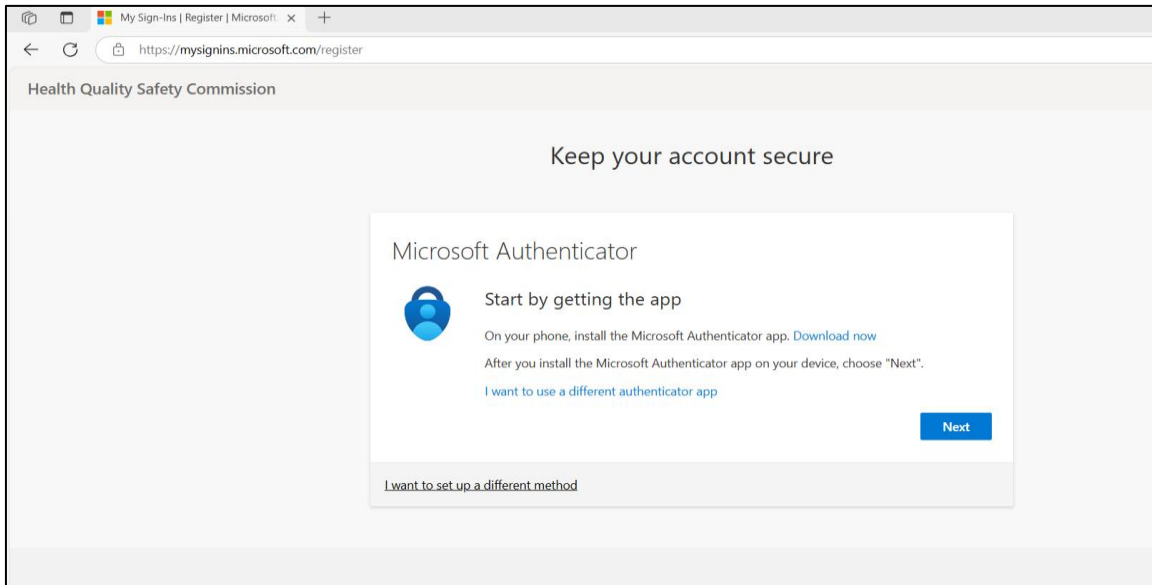 My Sign-Ins | Register | Microsoft
https://mysignins.microsoft.com/register
Health Quality Safety Commission
Keep your account secure
Microsoft Authenticator
Start by getting the app
On your phone, install the Microsoft Authenticator app. Download now
After you install the Microsoft Authenticator app on your device, choose "Next".
I want to use a different authenticator app
Next
I want to set up a different method